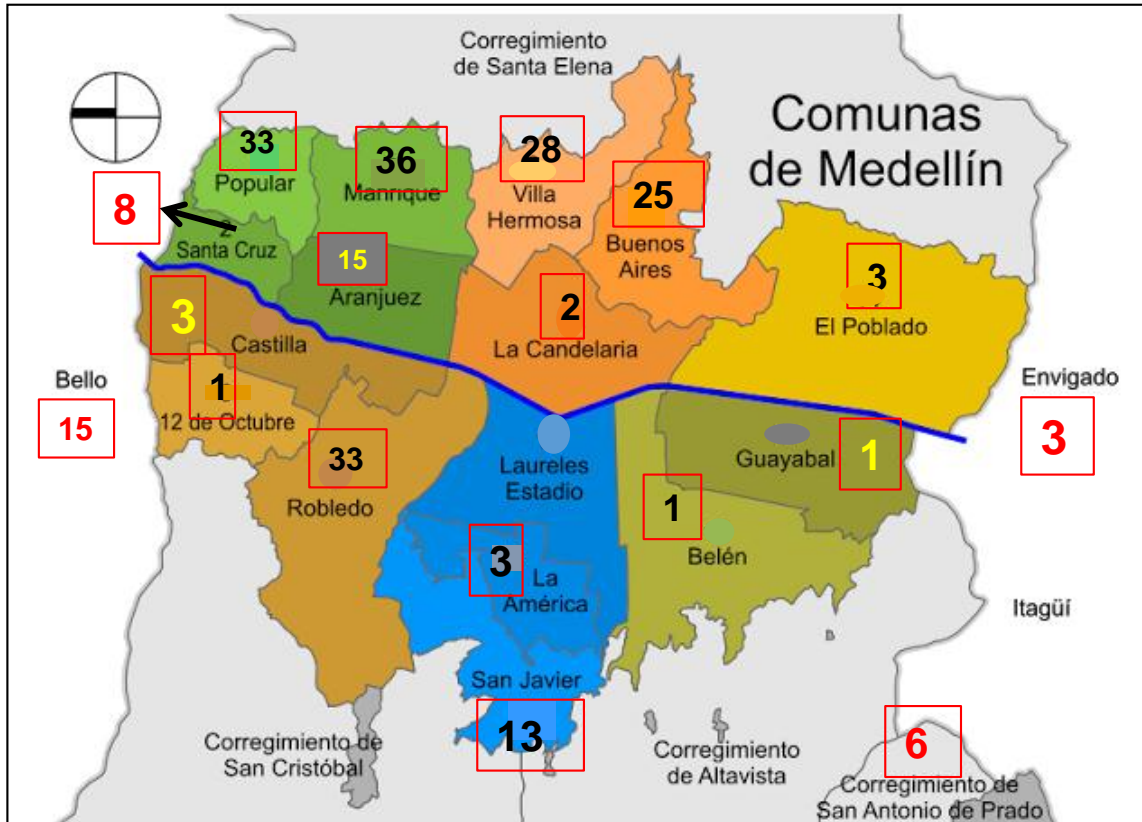 Corregimiento
de Santa Elena
Comunas
de Medellín
33
Popular
36
Manrique
28
Villa
Hermosa
25
Buenos
Aires
8
2
Santa Cruz
15
Aranjuez
3
El Poblado
2
La Candelaria
3
Castilla
Bello
15
1
12 de Octubre
Envigado
3
33
Robledo
Laureles
Estadio
Guayabal
1
1
Belén
3
La
América
Itagüí
San Javier
13
Corregimiento de
San Cristóbal
Corregimiento
de Altavista
6
Corregimiento de
San Antonio de Prado